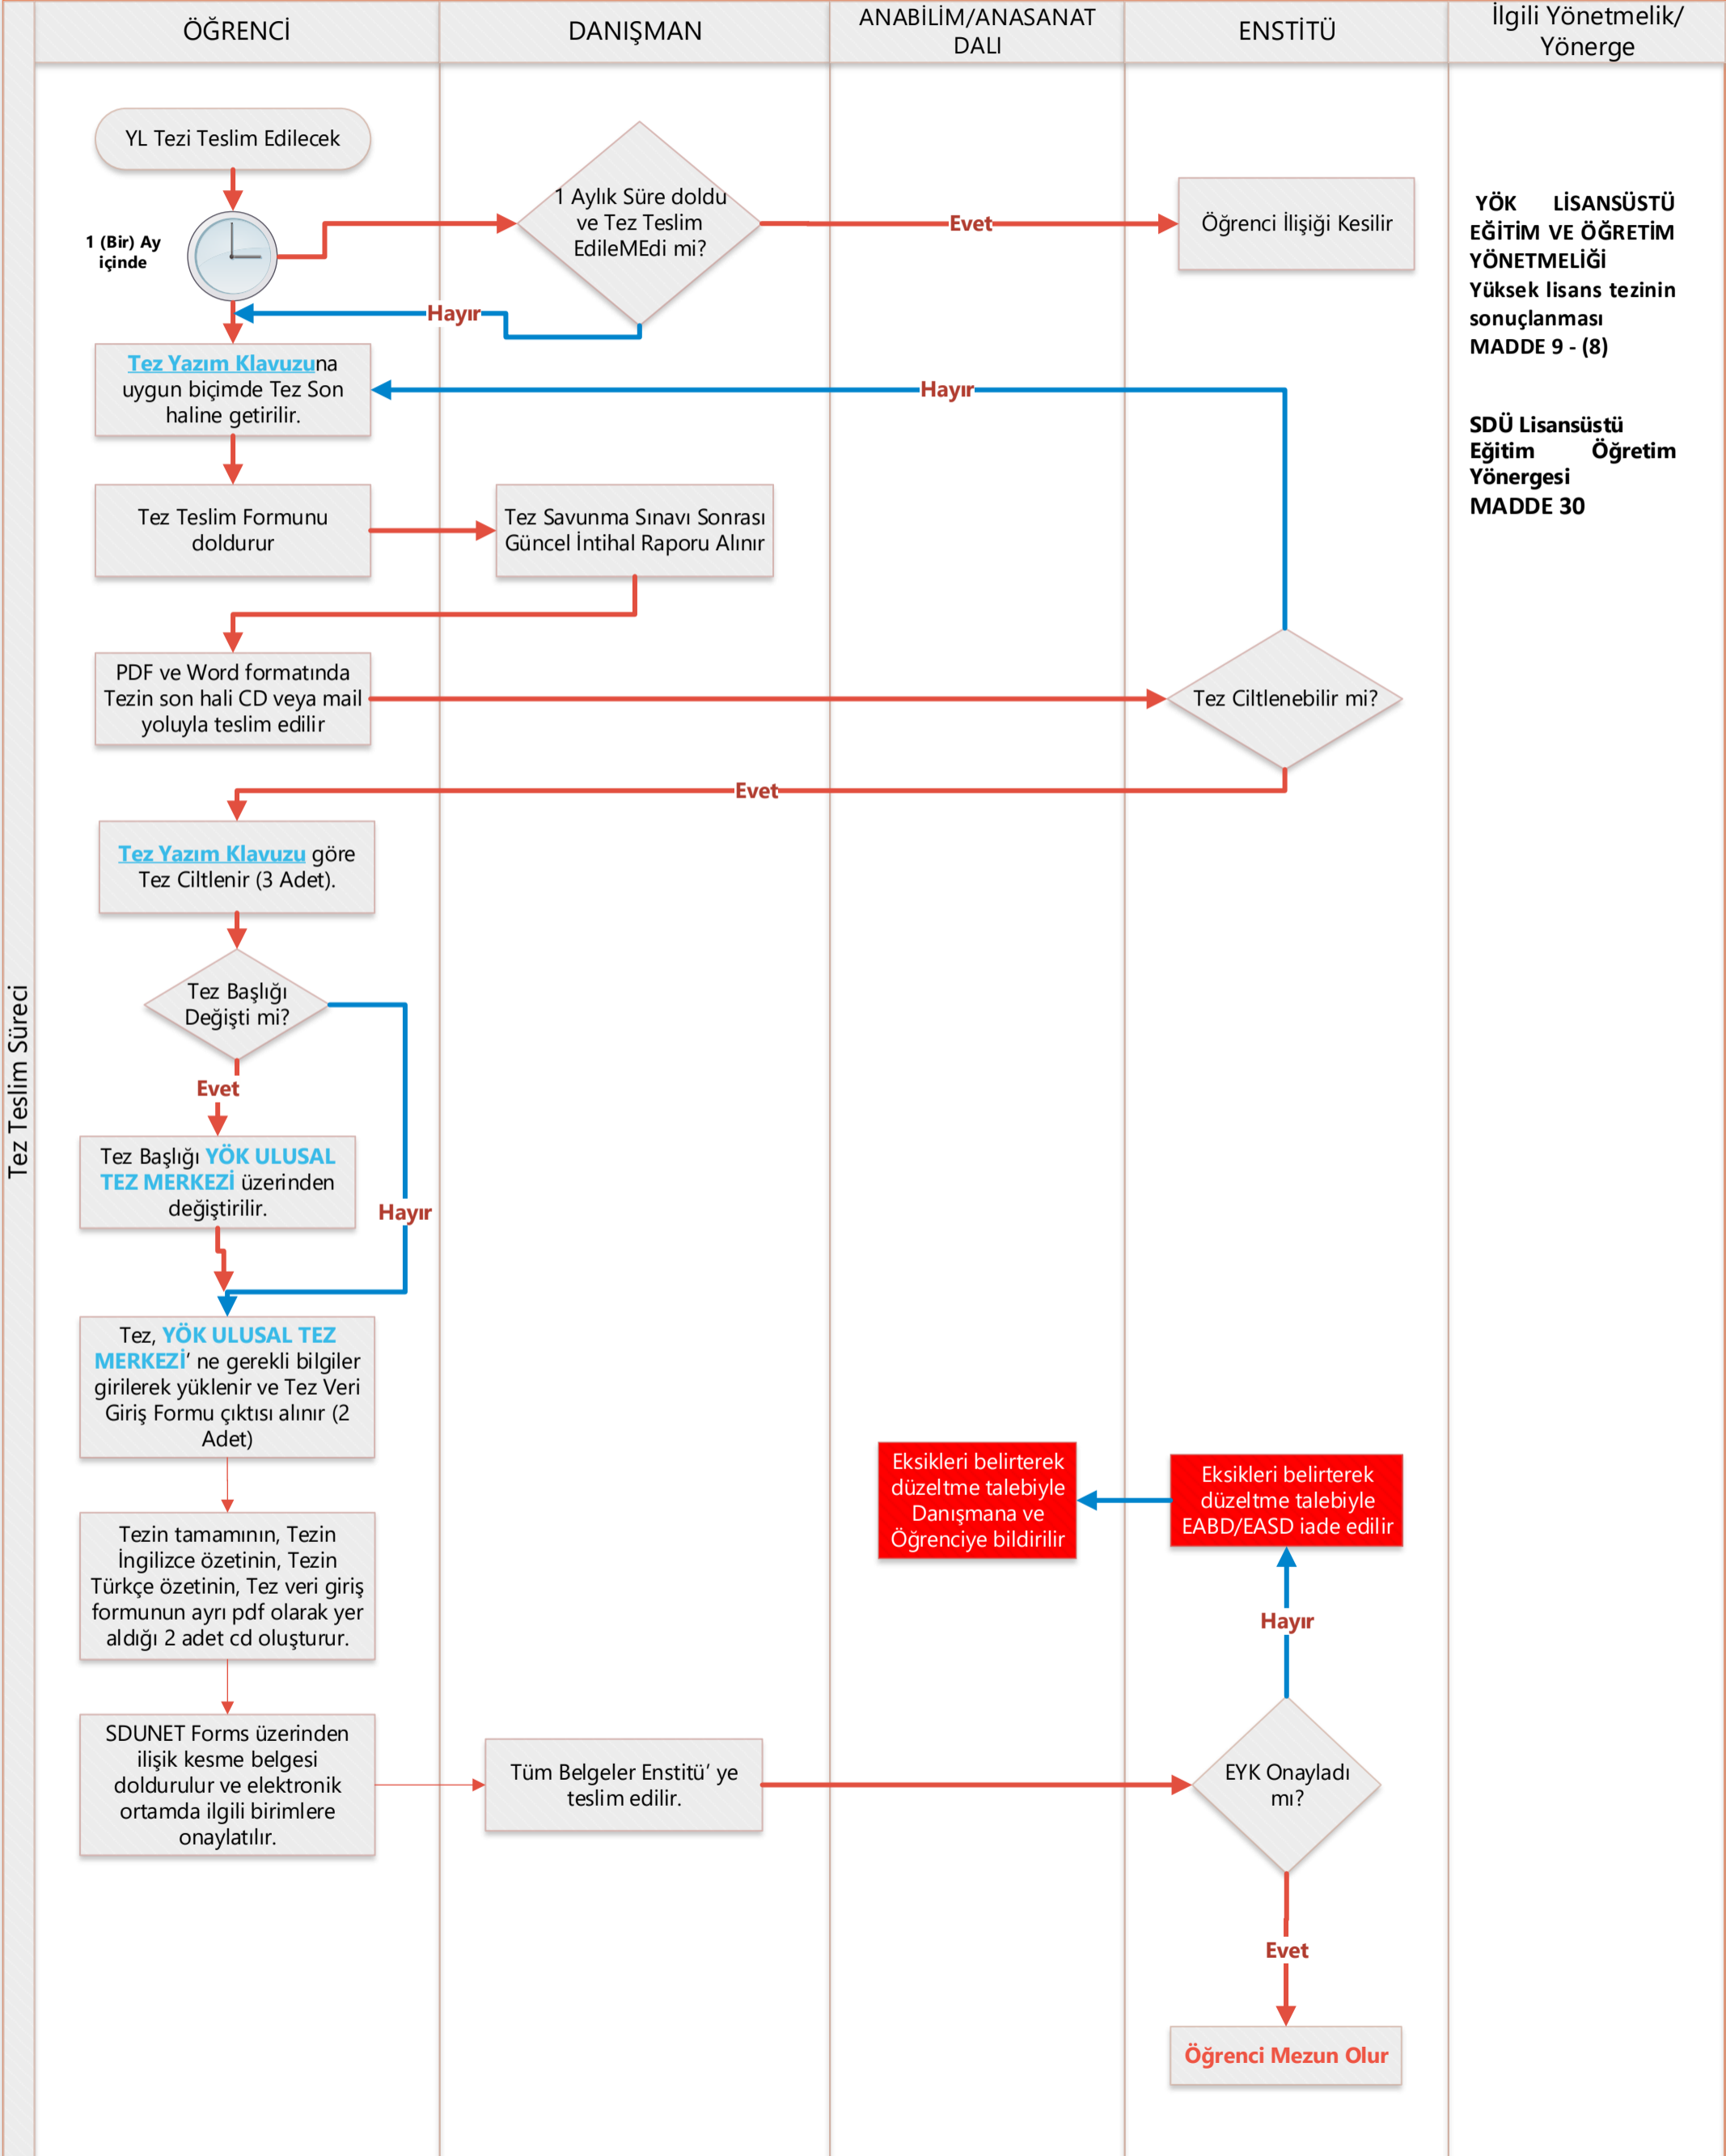 ÖĞRENCİ
DANIŞMAN
ANABİLİM/ANASANAT
DALI
ENSTİTÜ
İlgili Yönetmelik/
Yönerge
Tez Teslim Süreci
YL Tezi Teslim Edilecek
1 (Bir) Ay
içinde
1 Aylık Süre doldu
ve Tez Teslim
EdileMEdi mi?
Evet
Öğrenci İlişiği Kesilir
Hayır
YÖK LİSANSÜSTÜ
EĞİTİM VE ÖĞRETİM
YÖNETMELİĞİ
Yüksek lisans tezinin
sonuçlanması
MADDE 9 - (8)
SDÜ Lisansüstü
Eğitim Öğretim
Yönergesi
MADDE 30
Tez Yazım Klavuzuna
uygun biçimde Tez Son
haline getirilir.
Hayır
Tez Teslim Formunu
doldurur
Tez Savunma Sınavı Sonrası
Güncel İntihal Raporu Alınır
PDF ve Word formatında
Tezin son hali CD veya mail
yoluyla teslim edilir
Tez Ciltlenebilir mi?
Evet
Tez Yazım Klavuzu göre
Tez Ciltlenir (3 Adet).
Tez Başlığı
Değişti mi?
Evet
Tez Başlığı YÖK ULUSAL
TEZ MERKEZİ üzerinden
değiştirilir.
Hayır
Tez, YÖK ULUSAL TEZ
MERKEZİ’ ne gerekli bilgiler
girilerek yüklenir ve Tez Veri
Giriş Formu çıktısı alınır (2
Adet)
Eksikleri belirterek
düzeltme talebiyle
Danışmana ve
Öğrenciye bildirilir
Eksikleri belirterek
düzeltme talebiyle
EABD/EASD iade edilir
Tezin tamamının, Tezin
İngilizce özetinin, Tezin
Türkçe özetinin, Tez veri giriş
formunun ayrı pdf olarak yer
aldığı 2 adet cd oluşturur.
Hayır
SDUNET Forms üzerinden
ilişik kesme belgesi
doldurulur ve elektronik
ortamda ilgili birimlere
onaylatılır.
Tüm Belgeler Enstitü’ ye
teslim edilir.
EYK Onayladı
mı?
Evet
Öğrenci Mezun Olur